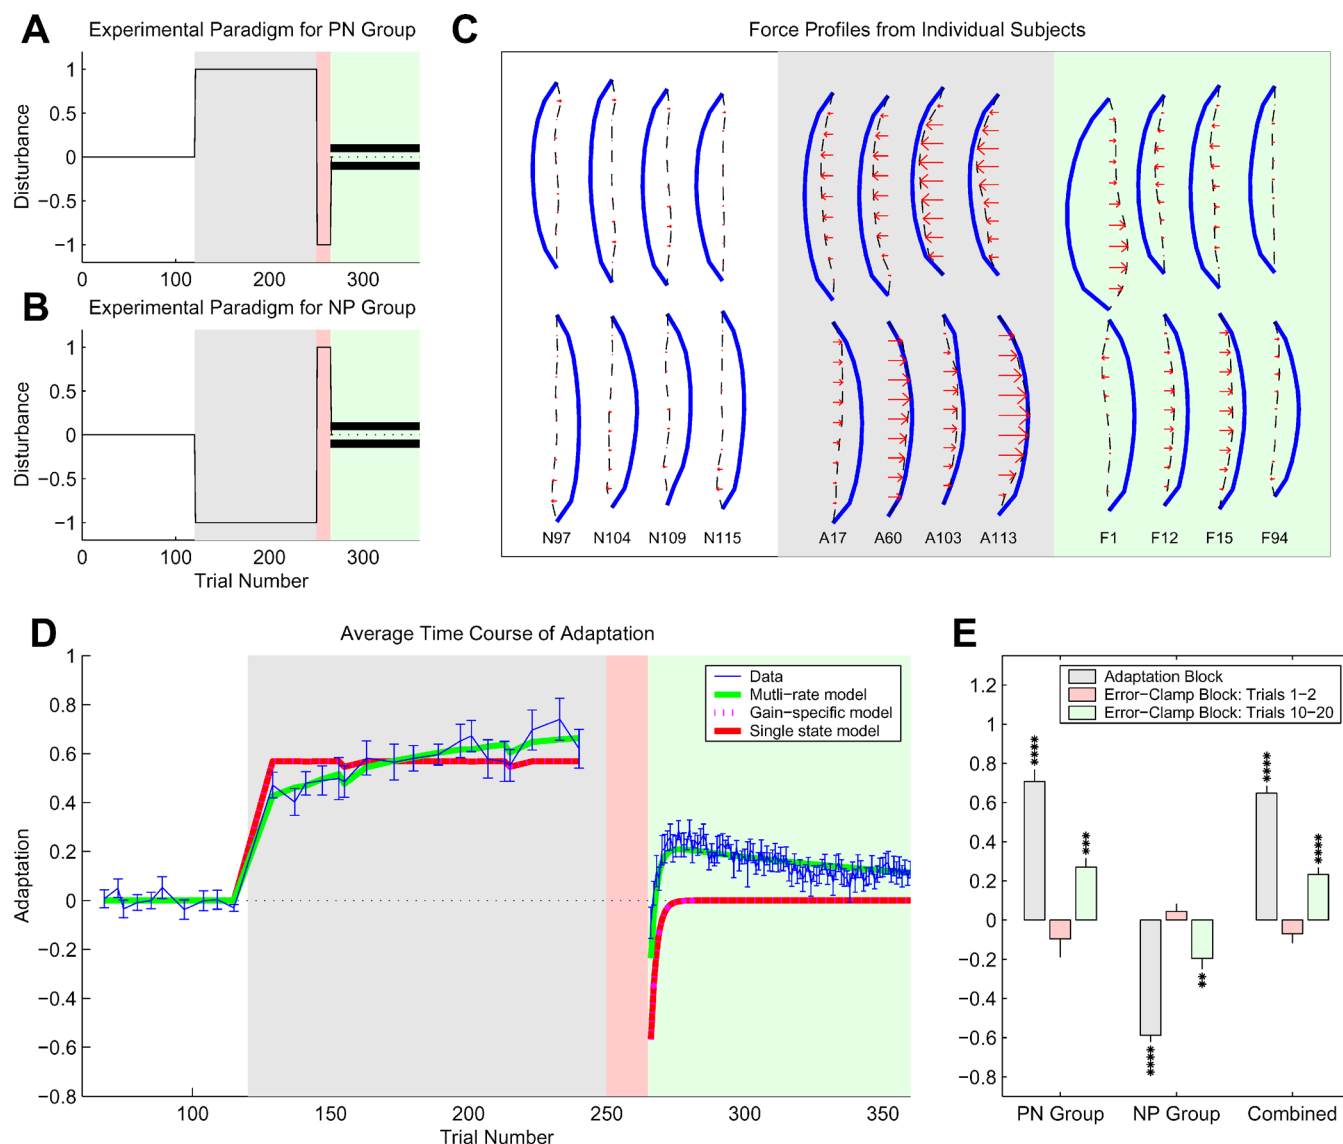 A
Experimental Paradigm for PN Group
1
0.5
0
−0.5
−1
Disturbance
0
100
200
300
B
Experimental Paradigm for NP Group
1
0.5
0
−0.5
−1
Disturbance
0
100
200
300
Trial Number
C
Force Profiles from Individual Subjects
N97 N104 N109 N115 A17 A60 A103 A113 F1 F12 F15 F94
D
Average Time Course of Adaptation
1
0.8
0.6
0.4
0.2
0
−0.2
−0.4
−0.6
−0.8
Adaptation
Data
Mutli−rate model
Gain−specific model
Single state model
100
150
200
250
300
350
Trial Number
E
Adaptation Block
Error−Clamp Block: Trials 1−2
Error−Clamp Block: Trials 10−20
1.2
1
0.8
0.6
0.4
0.2
0
−0.2
−0.4
−0.6
−0.8
****
***
****
**
****
****
PN Group
NP Group
Combined